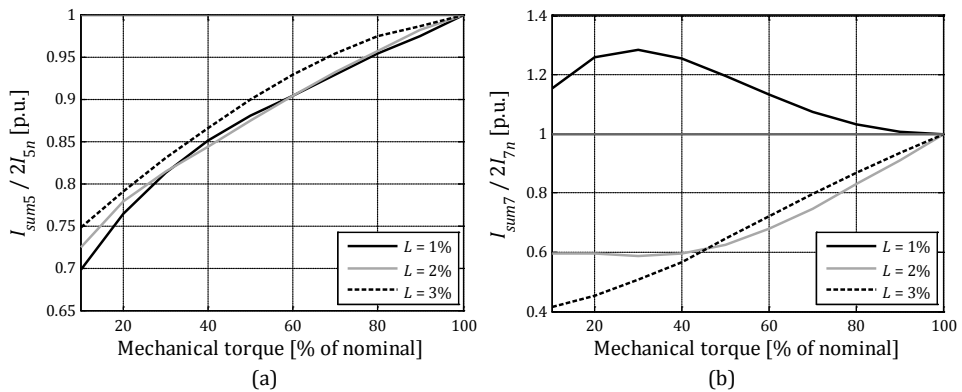 1
0.95
0.9
0.85
0.8
0.75
0.7
0.65
I_sum5 / 2I_5n [p.u.]
20 40 60 80 100
Mechanical torque [% of nominal]
L = 1%
L = 2%
L = 3%
(a)
1.4
1.2
1
0.8
0.6
0.4
I_sum7 / 2I_7n [p.u.]
20 40 60 80 100
Mechanical torque [% of nominal]
L = 1%
L = 2%
L = 3%
(b)